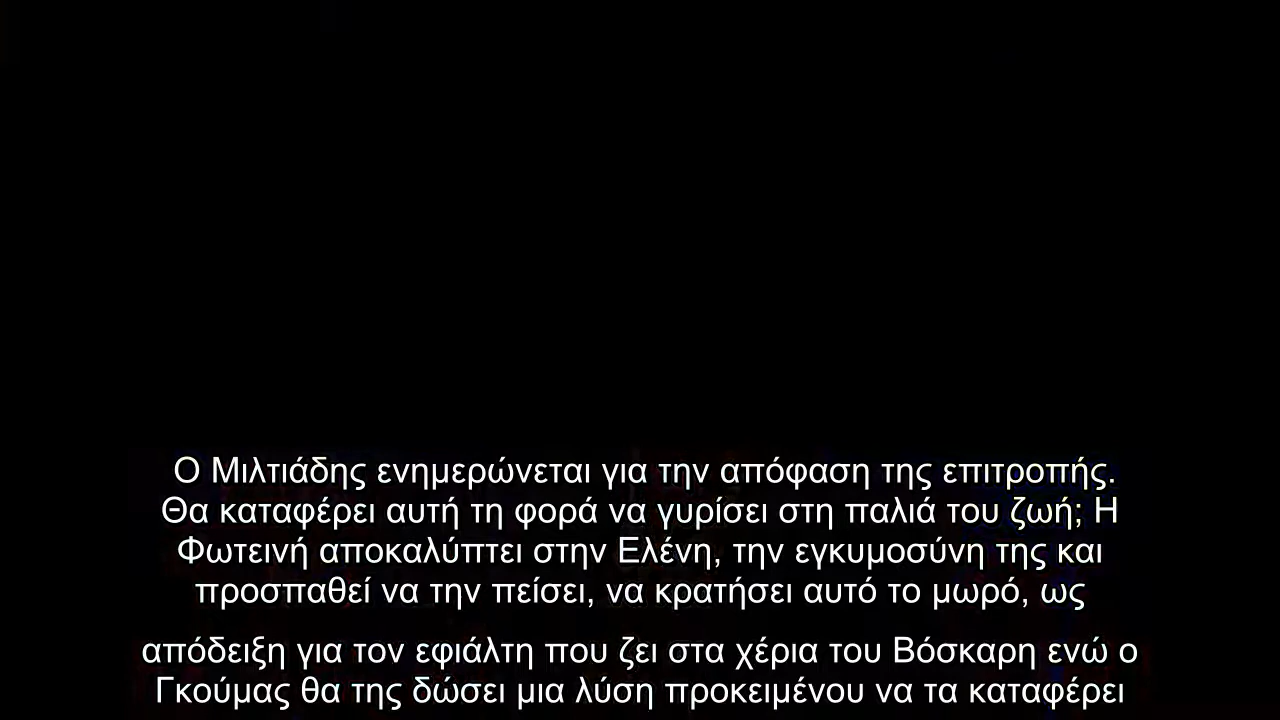 Ο Μιλτιάδης ενημερώνεται για την απόφαση της επιτροπής.
Θα καταφέρει αυτή τη φορά να γυρίσει στη παλιά του ζωή; Η
Φωτεινή αποκαλύπτει στην Ελένη, την εγκυμοσύνη της και
προσπαθεί να την πείσει, να κρατήσει αυτό το μωρό, ως
απόδειξη για τον εφιάλτη που ζει στα χέρια του Βόσκαρη ενώ ο
Γκούμας θα της δώσει μια λύση προκειμένου να τα καταφέρει